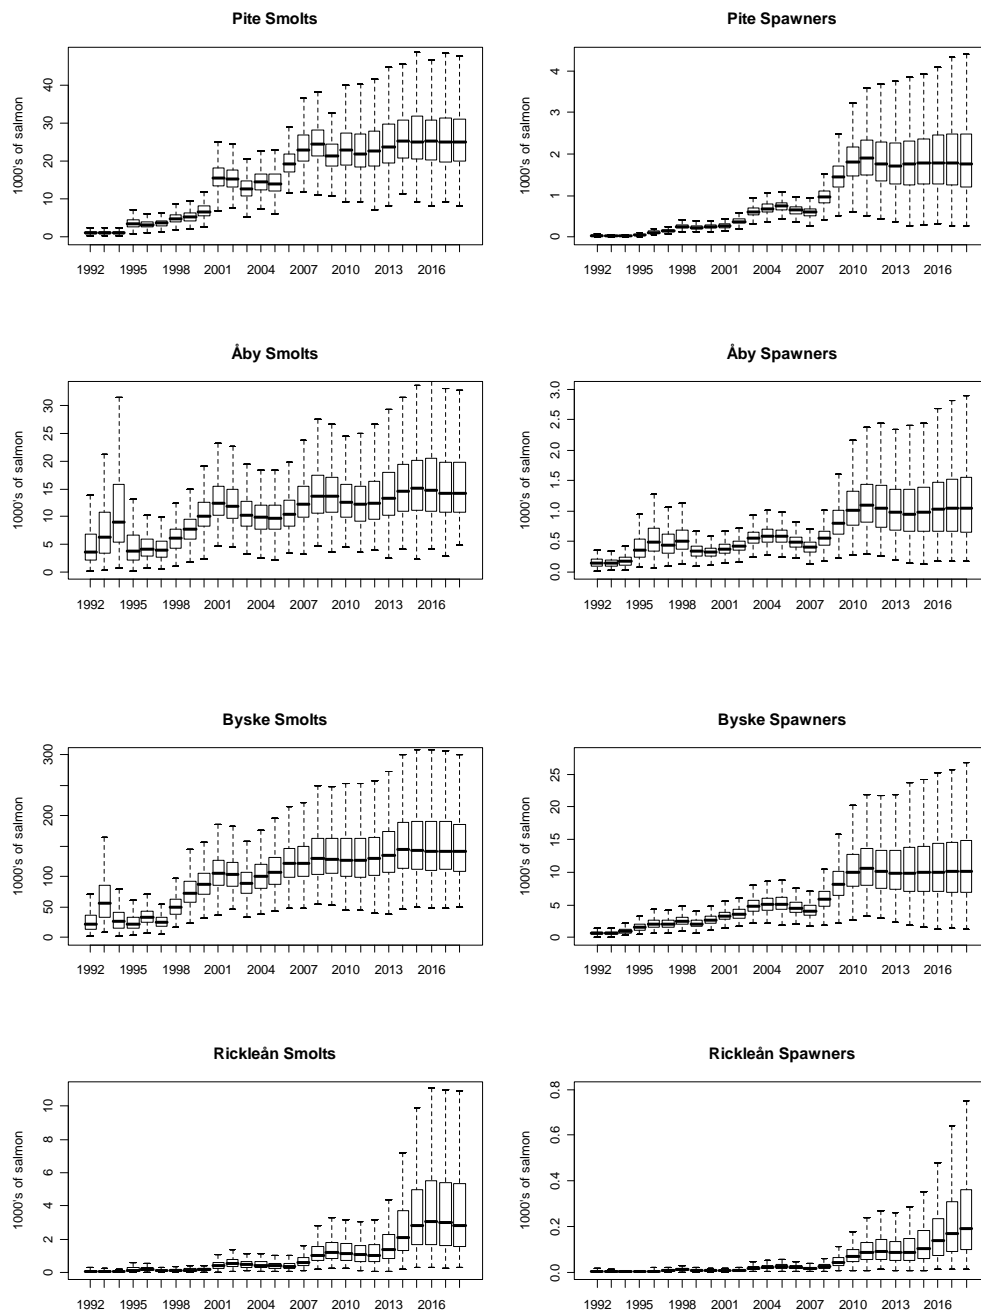 Pite Smolts
Pite Spawners
1000's of salmon
0 10 20 30 40
1992 1995 1998 2001 2004 2007 2010 2013 2016
0 1 2 3 4
1992 1995 1998 2001 2004 2007 2010 2013 2016
Åby Smolts
Åby Spawners
1000's of salmon
0 5 10 15 20 25 30
1992 1995 1998 2001 2004 2007 2010 2013 2016
1000's of salmon
0.0 0.5 1.0 1.5 2.0 2.5 3.0
1992 1995 1998 2001 2004 2007 2010 2013 2016
Byske Smolts
Byske Spawners
1000's of salmon
0 50 100 200 300
1992 1995 1998 2001 2004 2007 2010 2013 2016
1000's of salmon
0 5 10 15 20 25
1992 1995 1998 2001 2004 2007 2010 2013 2016
Rickleån Smolts
Rickleån Spawners
1000's of salmon
0 2 4 6 8 10
1992 1995 1998 2001 2004 2007 2010 2013 2016
1000's of salmon
0.0 0.2 0.4 0.6 0.8
1992 1995 1998 2001 2004 2007 2010 2013 2016
1000's of salmon